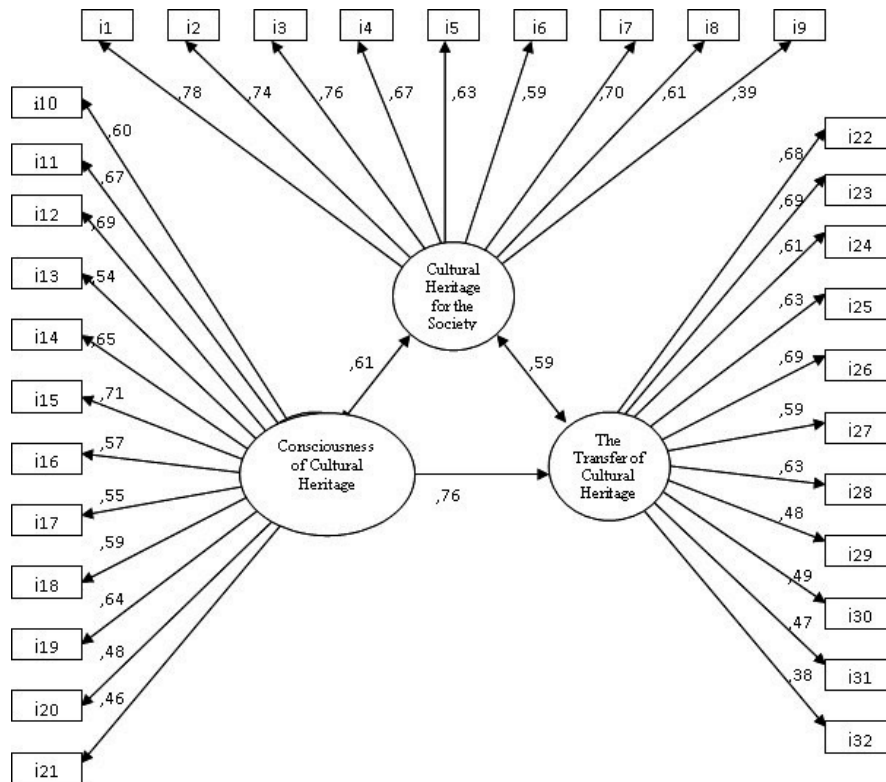 i1 i2 i3 i4 i5 i6 i7 i8 i9
,78 ,74 ,76 ,67 ,63 ,59 ,70 ,61 ,39
i10
,60
i11
,67
i12
,69
i13
,54
i14
,65
i15
,71
i16
,57
i17
,55
i18
,59
i19
,64
i20
,48
i21
,46
Cultural
Heritage
for the
Society
,61
,59
Consciousness
of Cultural
Heritage
,76
The
Transfer of
Cultural
Heritage
i22
,68
i23
,69
i24
,61
i25
,63
i26
,69
i27
,59
i28
,63
i29
,48
i30
,49
i31
,47
i32
,38